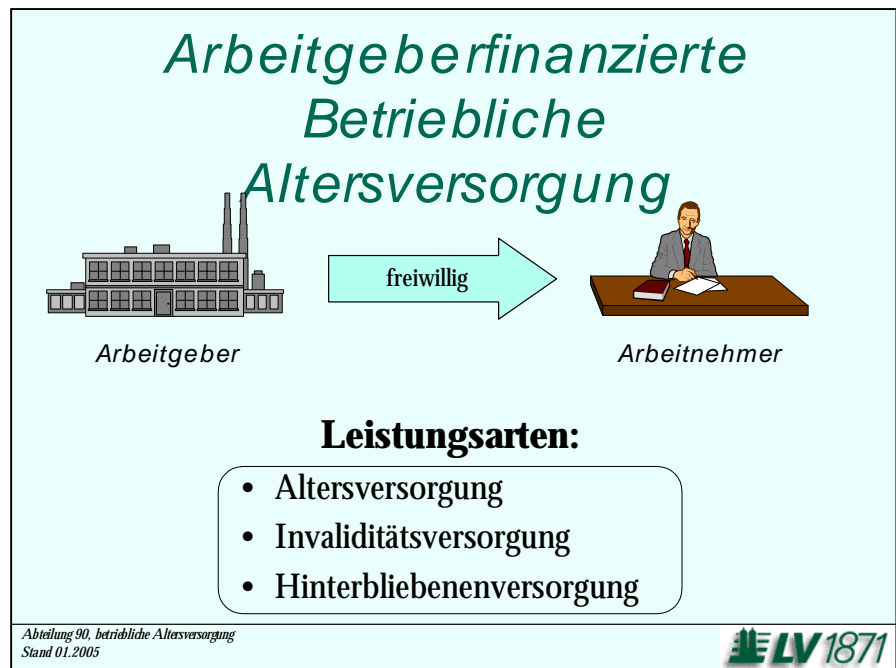 Arbeitgeberfinanzierte
Betriebliche
Altersversorgung
freiwillig
Arbeitgeber
Arbeitnehmer
Leistungsarten:
• Altersversorgung
• Invaliditätsversorgung
• Hinterbliebenenversorgung
Abteilung 90, betriebliche Altersversorgung
Stand 01.2005
LV 1871